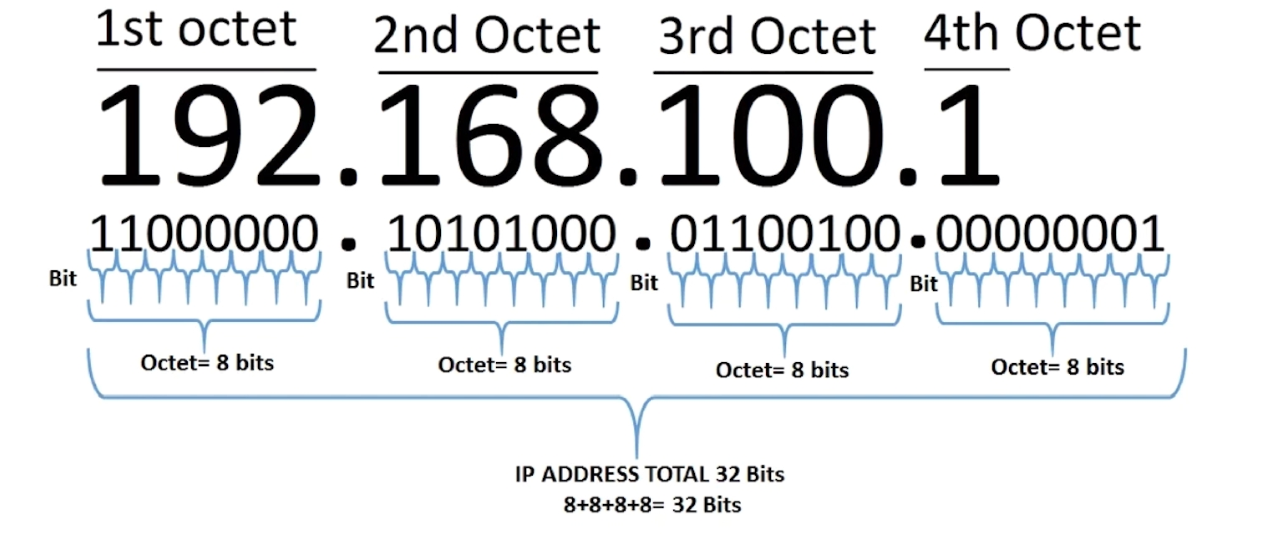 1st octet 2nd Octet 3rd Octet 4th Octet
192.168.100.1
11000000 . 10101000 . 01100100 . 00000001
Bit Bit Bit Bit
Octet= 8 bits Octet= 8 bits Octet= 8 bits Octet= 8 bits
IP ADDRESS TOTAL 32 Bits
8+8+8+8= 32 Bits